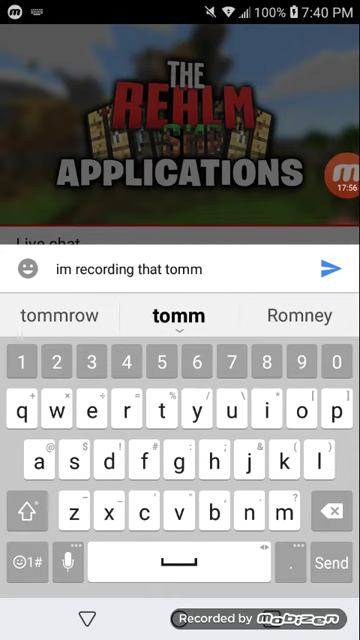 100% 7:40 PM
THE
REHLM
SMP
APPLICATIONS
17:56
Live chat
im recording that tomm
tommrow tomm Romney
1 2 3 4 5 6 7 8 9 0
+ × ÷ = % / \ [ ]
q w e r t y u i o p
@ $ ! # : ; & ( )
a s d f g h j k l
- _ " ' , ?
z x c v b n m
1# . Send
Recorded by mobizen